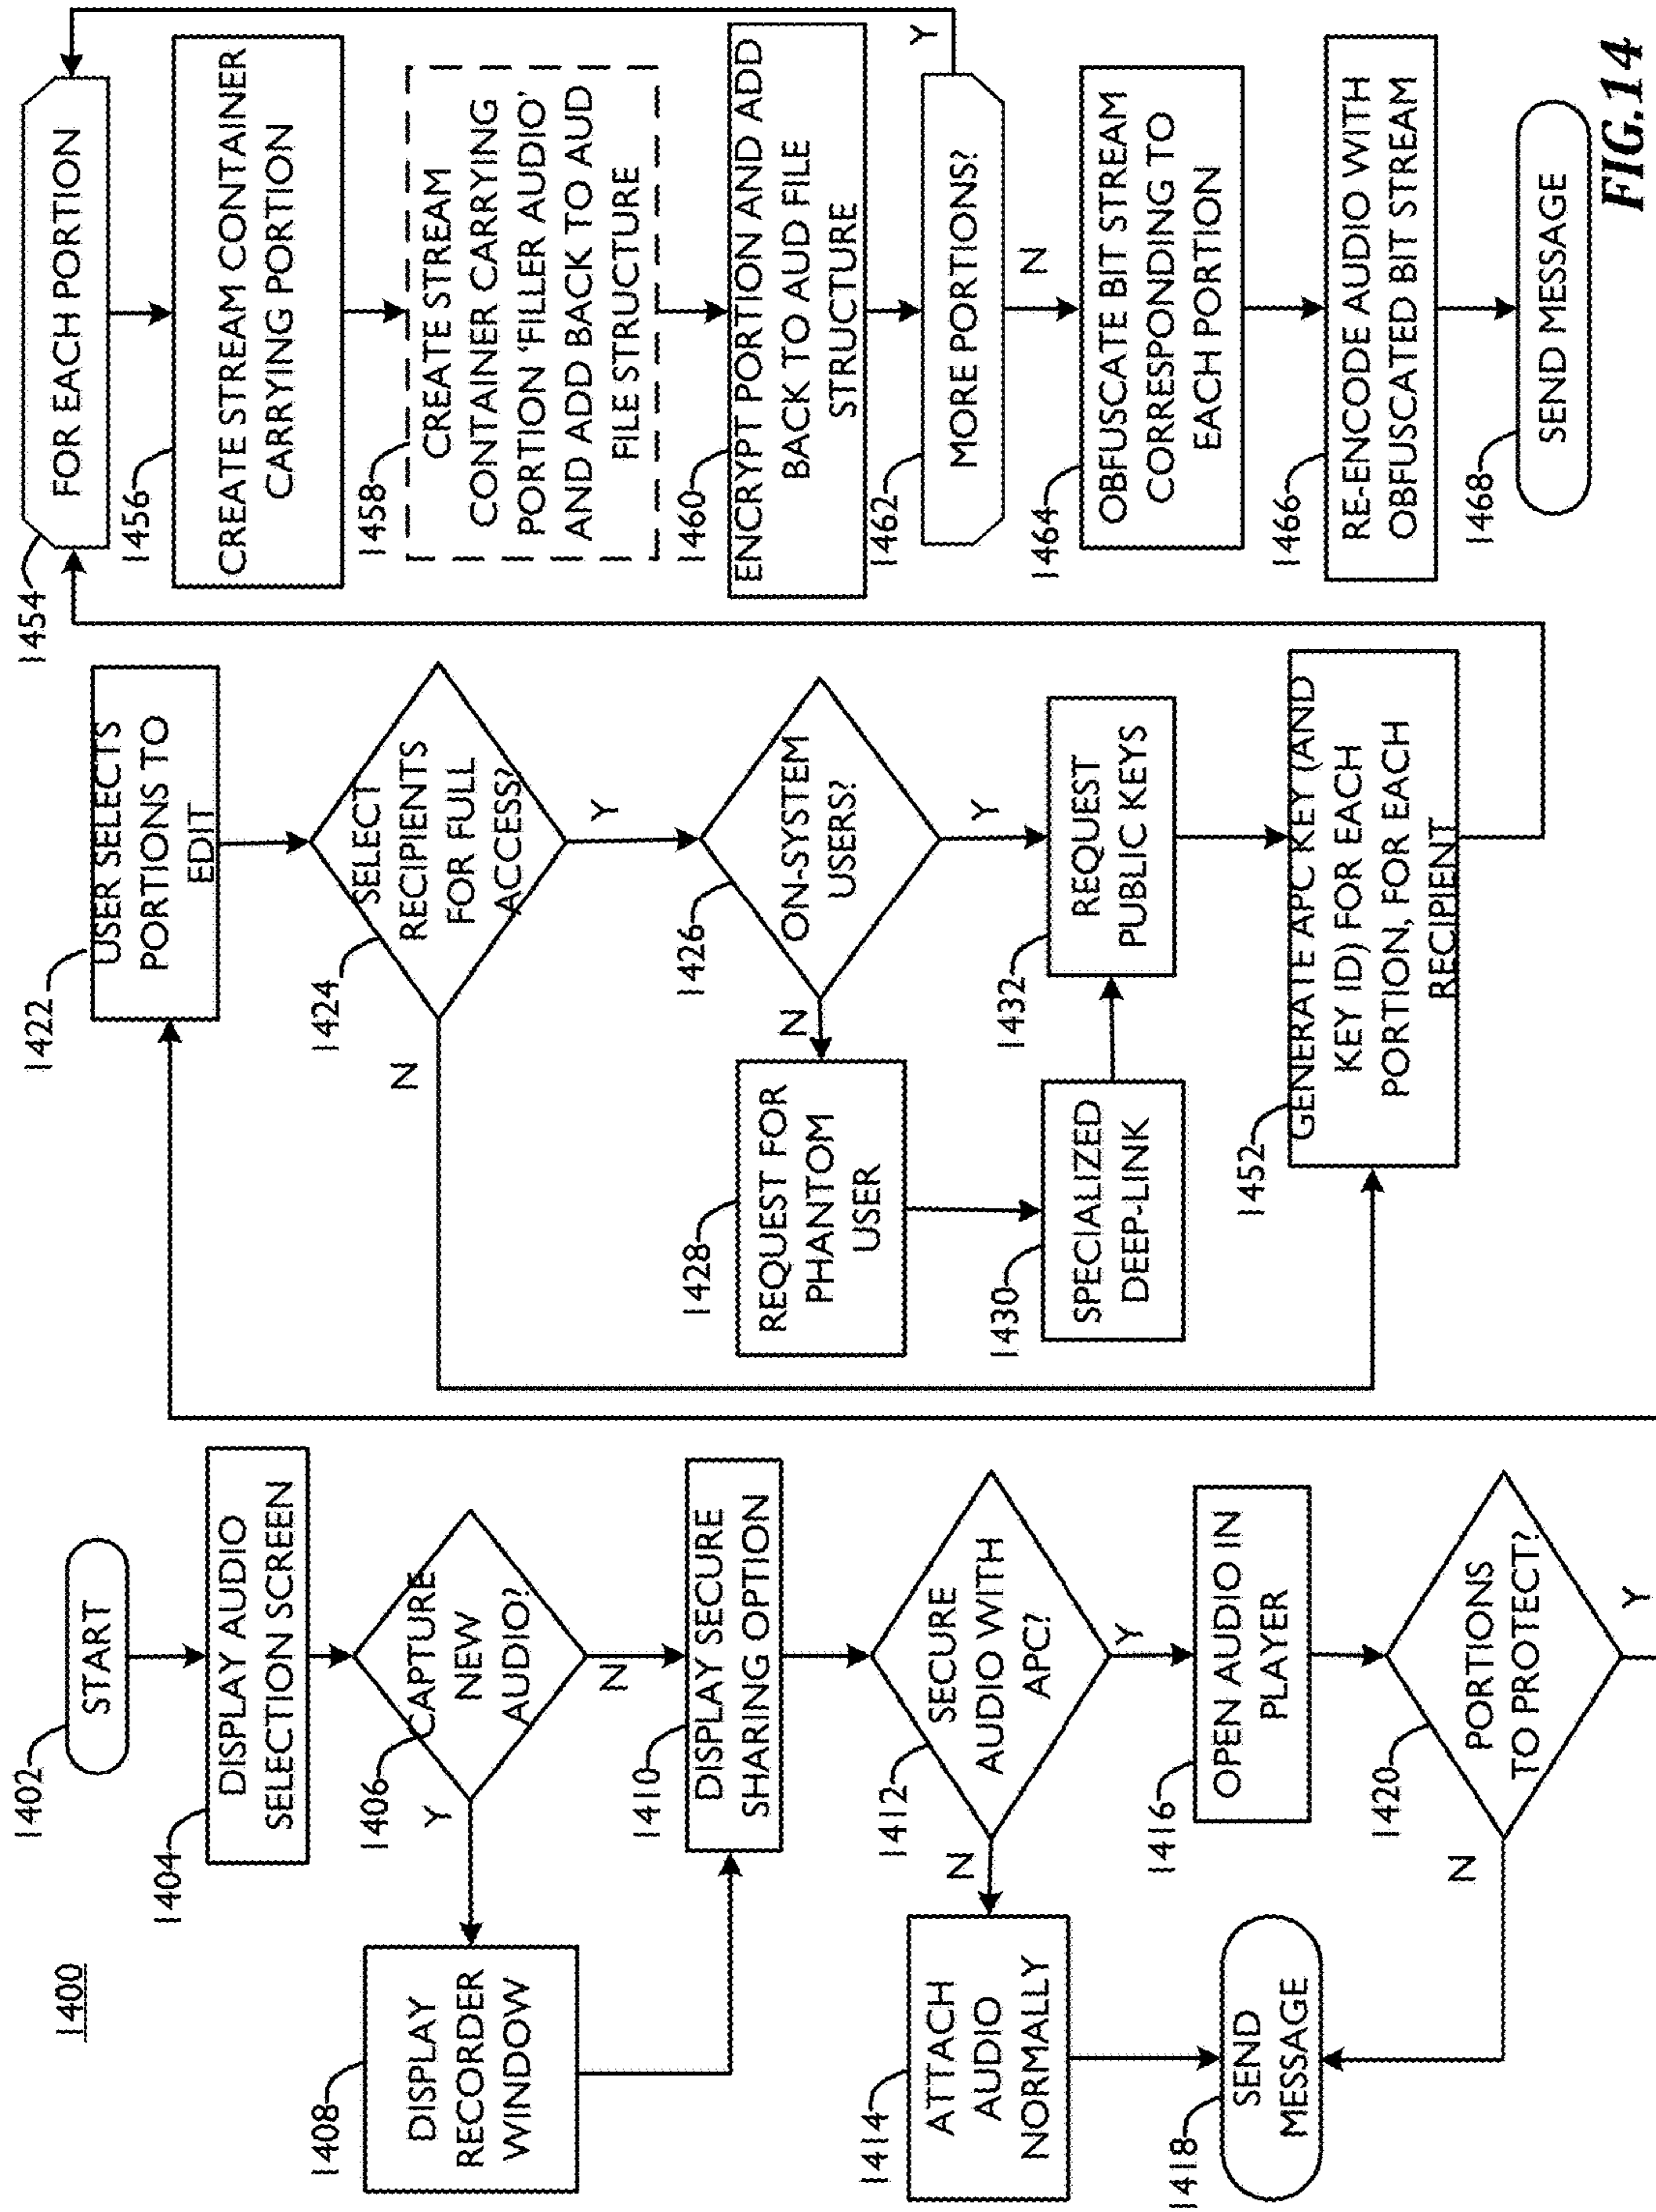 1400
1402
START
1404
DISPLAY AUDIO
SELECTION SCREEN
1406
CAPTURE
NEW
AUDIO?
Y
N
1408
DISPLAY
RECORDER
WINDOW
1410
DISPLAY SECURE
SHARING OPTION
1412
SECURE
AUDIO WITH
APC?
N
Y
1414
ATTACH
AUDIO
NORMALLY
1416
OPEN AUDIO IN
PLAYER
1418
SEND
MESSAGE
1420
PORTIONS
TO PROTECT?
N
Y
1422
USER SELECTS
PORTIONS TO
EDIT
1424
SELECT
RECIPIENTS
FOR FULL
ACCESS?
N
Y
1426
ON-SYSTEM
USERS?
N
Y
1428
REQUEST FOR
PHANTOM
USER
1430
SPECIALIZED
DEEP-LINK
1432
REQUEST
PUBLIC KEYS
1452
GENERATE APC KEY (AND
KEY ID) FOR EACH
PORTION, FOR EACH
RECIPIENT
1454
FOR EACH PORTION
1456
CREATE STREAM CONTAINER
CARRYING PORTION
1458
CREATE STREAM
CONTAINER CARRYING
PORTION 'FILLER AUDIO'
AND ADD BACK TO AUD
FILE STRUCTURE
1460
ENCRYPT PORTION AND ADD
BACK TO AUD FILE
STRUCTURE
1462
MORE PORTIONS?
Y
N
1464
OBFUSCATE BIT STREAM
CORRESPONDING TO
EACH PORTION
1466
RE-ENCODE AUDIO WITH
OBFUSCATED BIT STREAM
1468
SEND MESSAGE
FIG.14